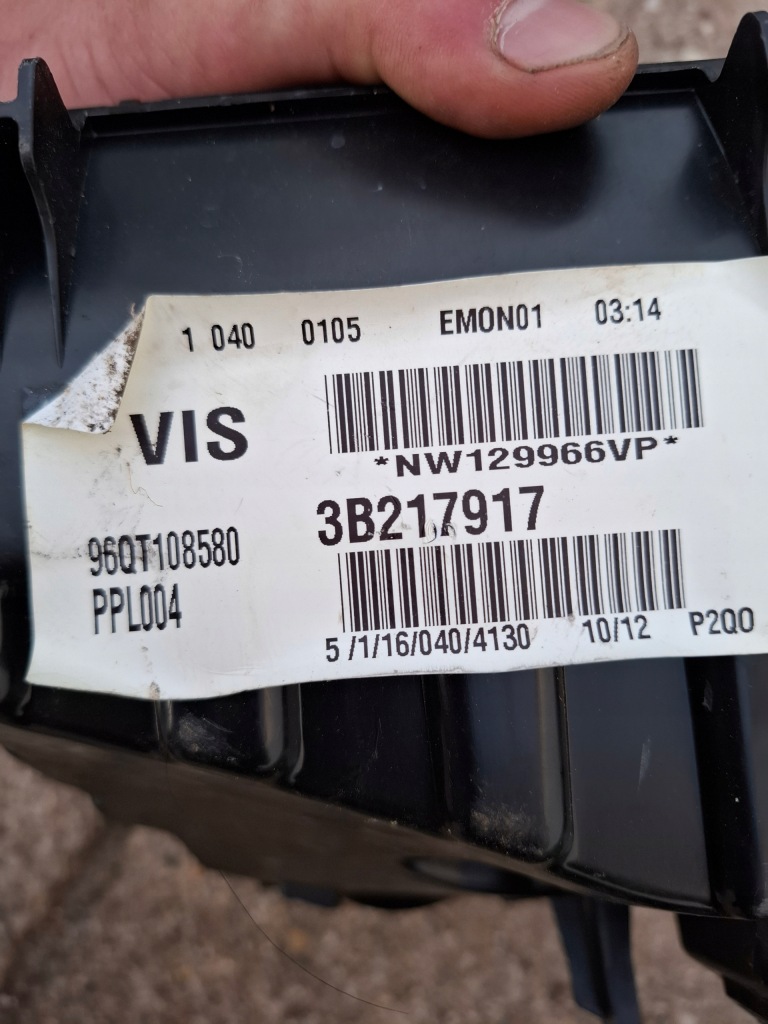 1 040 0105 EMON01 03:14
VIS
*NW129966VP*
3B217917
96QT108580
PPL004
5 /1/16/040/4130 10/12 P2Q0